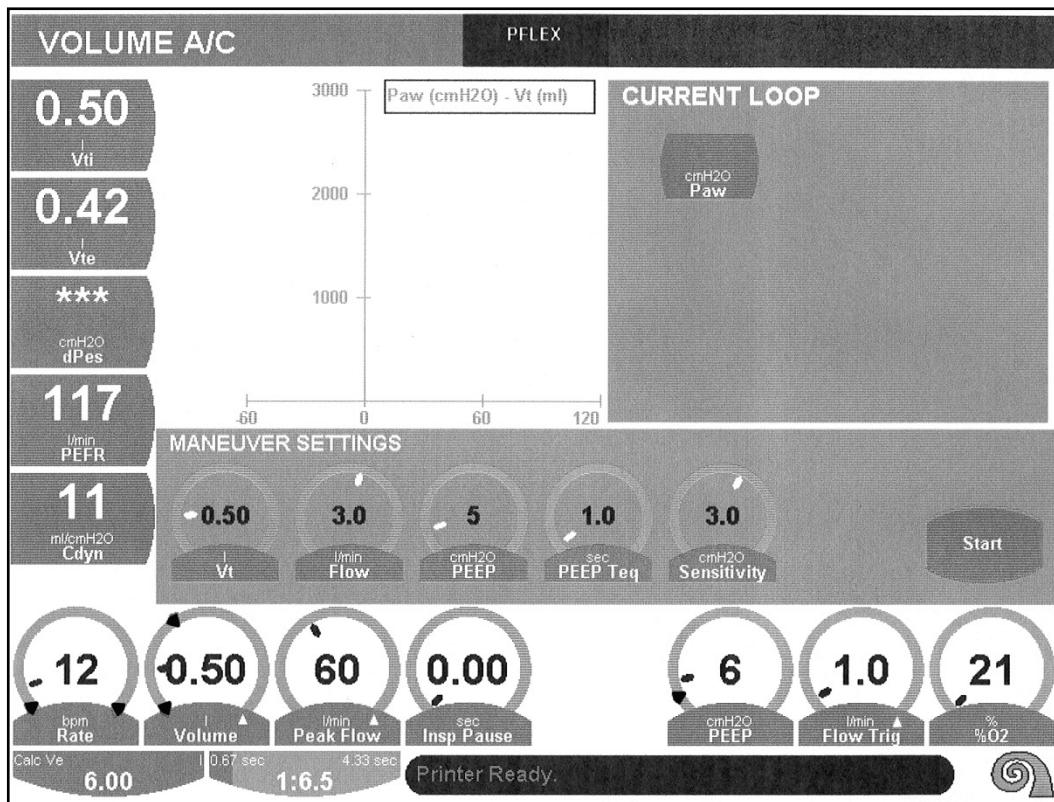 VOLUME A/C
PFLEX
0.50
l
Vti
0.42
l
Vte
***
cmH2O
dPes
117
l/min
PEFR
11
ml/cmH2O
Cdyn
3000
2000
1000
Paw (cmH2O) - Vt (ml)
-60 0 60 120
CURRENT LOOP
cmH2O
Paw
MANEUVER SETTINGS
0.50
l
Vt
3.0
l/min
Flow
5
cmH2O
PEEP
1.0
sec
PEEP Teq
3.0
cmH2O
Sensitivity
Start
12
bpm
Rate
0.50
l
Volume
60
l/min
Peak Flow
0.00
sec
Insp Pause
6
cmH2O
PEEP
1.0
l/min
Flow Trig
21
%
%O2
Calc Ve l
6.00
0.67 sec 4.33 sec
1:6.5
Printer Ready.